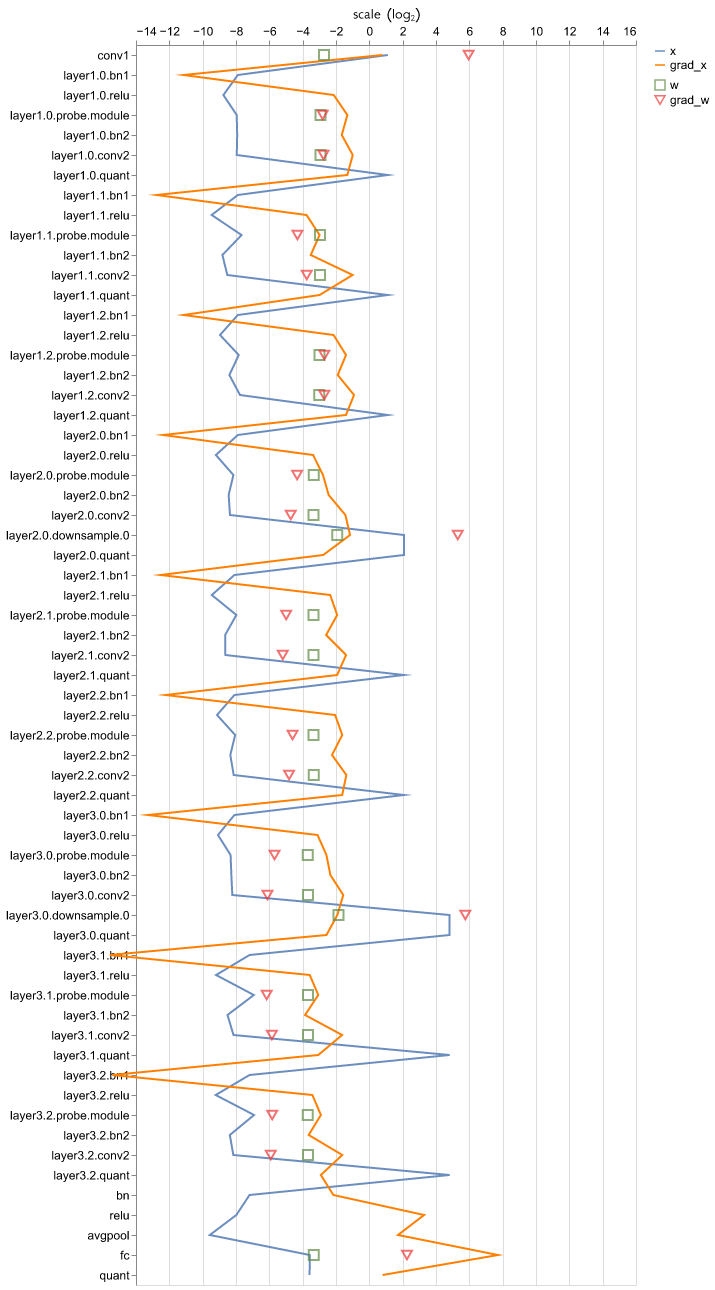 scale (log₂)
−14 −12 −10 −8 −6 −4 −2 0 2 4 6 8 10 12 14 16
x
grad_x
w
grad_w
conv1
layer1.0.bn1
layer1.0.relu
layer1.0.probe.module
layer1.0.bn2
layer1.0.conv2
layer1.0.quant
layer1.1.bn1
layer1.1.relu
layer1.1.probe.module
layer1.1.bn2
layer1.1.conv2
layer1.1.quant
layer1.2.bn1
layer1.2.relu
layer1.2.probe.module
layer1.2.bn2
layer1.2.conv2
layer1.2.quant
layer2.0.bn1
layer2.0.relu
layer2.0.probe.module
layer2.0.bn2
layer2.0.conv2
layer2.0.downsample.0
layer2.0.quant
layer2.1.bn1
layer2.1.relu
layer2.1.probe.module
layer2.1.bn2
layer2.1.conv2
layer2.1.quant
layer2.2.bn1
layer2.2.relu
layer2.2.probe.module
layer2.2.bn2
layer2.2.conv2
layer2.2.quant
layer3.0.bn1
layer3.0.relu
layer3.0.probe.module
layer3.0.bn2
layer3.0.conv2
layer3.0.downsample.0
layer3.0.quant
layer3.1.bn1
layer3.1.relu
layer3.1.probe.module
layer3.1.bn2
layer3.1.conv2
layer3.1.quant
layer3.2.bn1
layer3.2.relu
layer3.2.probe.module
layer3.2.bn2
layer3.2.conv2
layer3.2.quant
bn
relu
avgpool
fc
quant